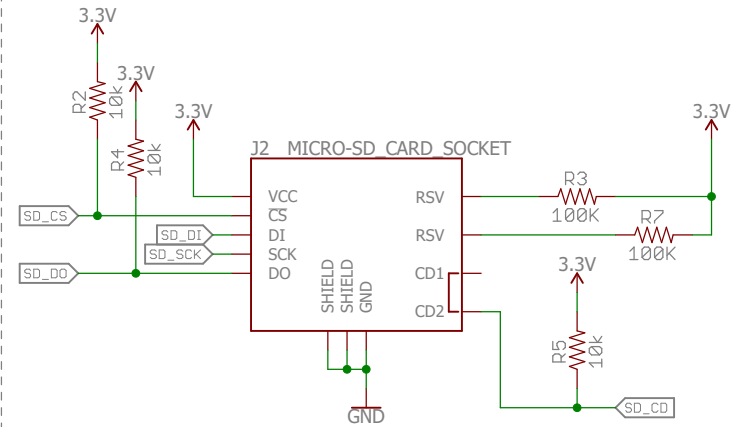 3.3V
R2
10k
3.3V
R4
10k
3.3V
3.3V
J2 MICRO-SD_CARD_SOCKET
SD_CS
SD_DI
SD_SCK
SD_DO
VCC
CS
DI
SCK
DO
SHIELD
SHIELD
GND
RSV
RSV
CD1
CD2
R3
100K
R7
100K
3.3V
R5
10k
SD_CD
GND